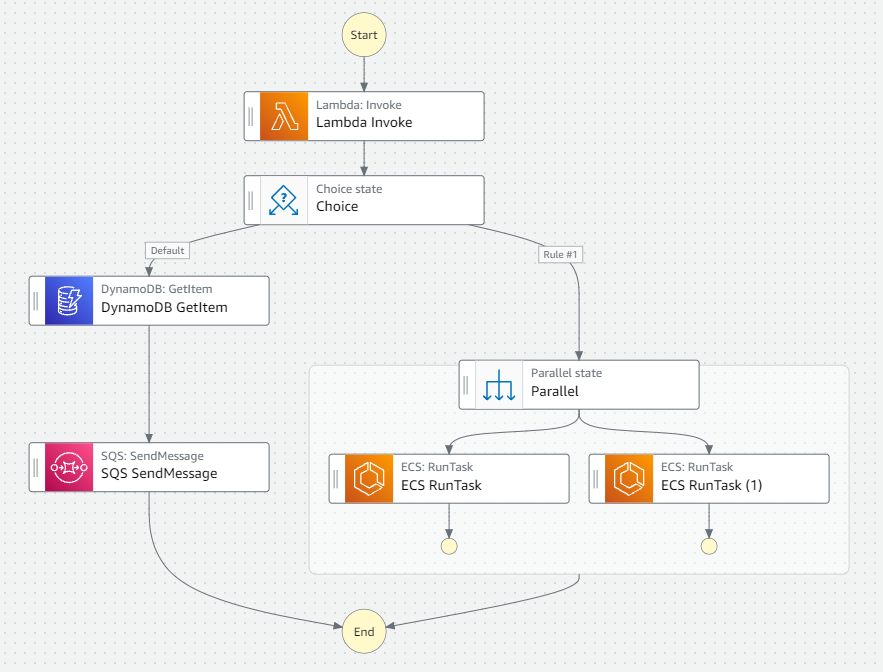 Start
Lambda: Invoke
Lambda Invoke
Choice state
Choice
Default
Rule #1
DynamoDB: GetItem
DynamoDB GetItem
Parallel state
Parallel
SQS: SendMessage
SQS SendMessage
ECS: RunTask
ECS RunTask
ECS: RunTask
ECS RunTask (1)
End